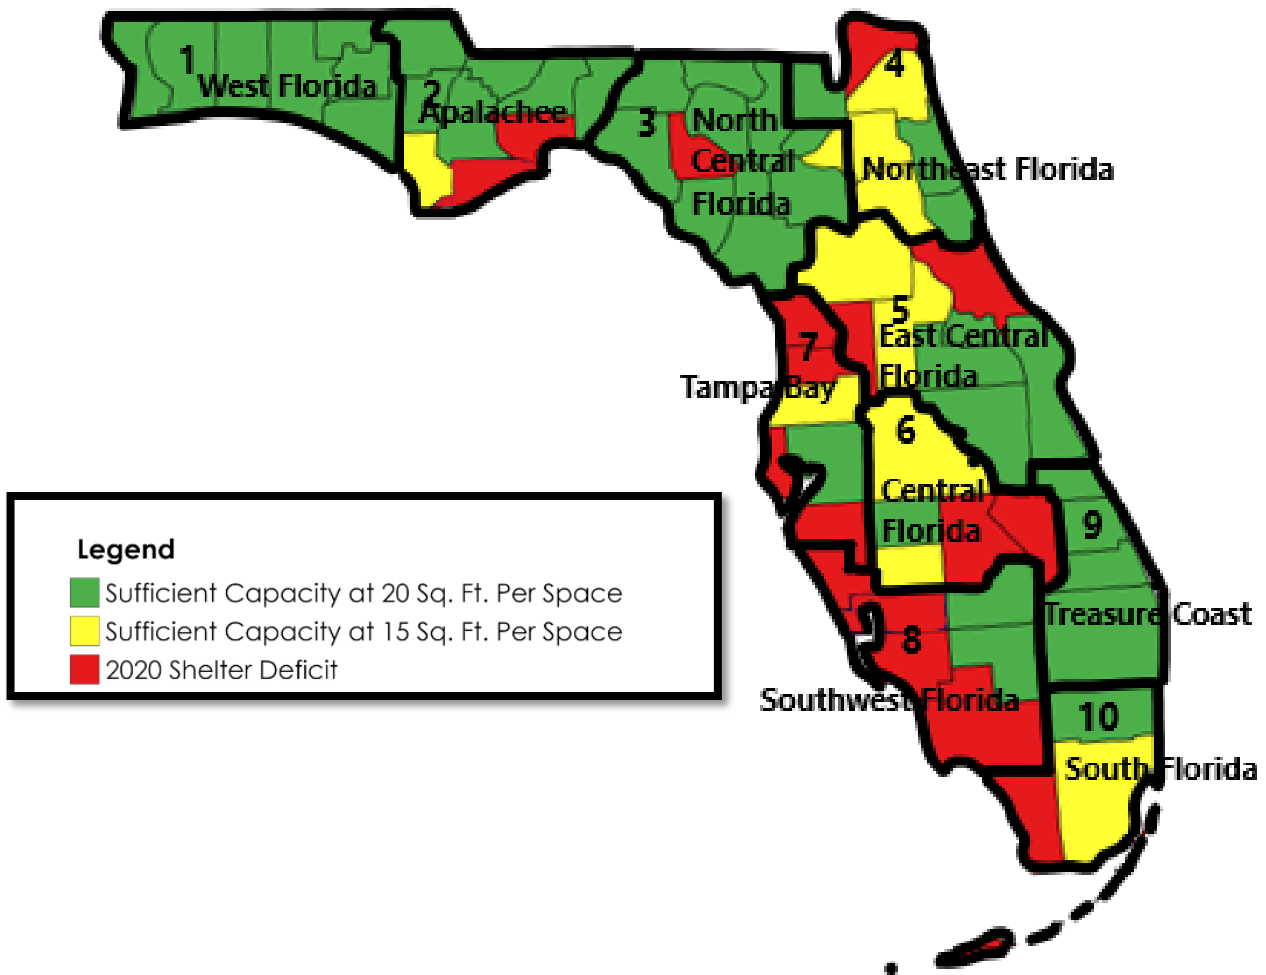 1
West Florida
2
Apalachee
3
North
Central
Florida
4
Northeast Florida
5
East Central
Florida
7
Tampa Bay
6
Central
Florida
9
Treasure Coast
8
Southwest Florida
10
South Florida
Legend
Sufficient Capacity at 20 Sq. Ft. Per Space
Sufficient Capacity at 15 Sq. Ft. Per Space
2020 Shelter Deficit